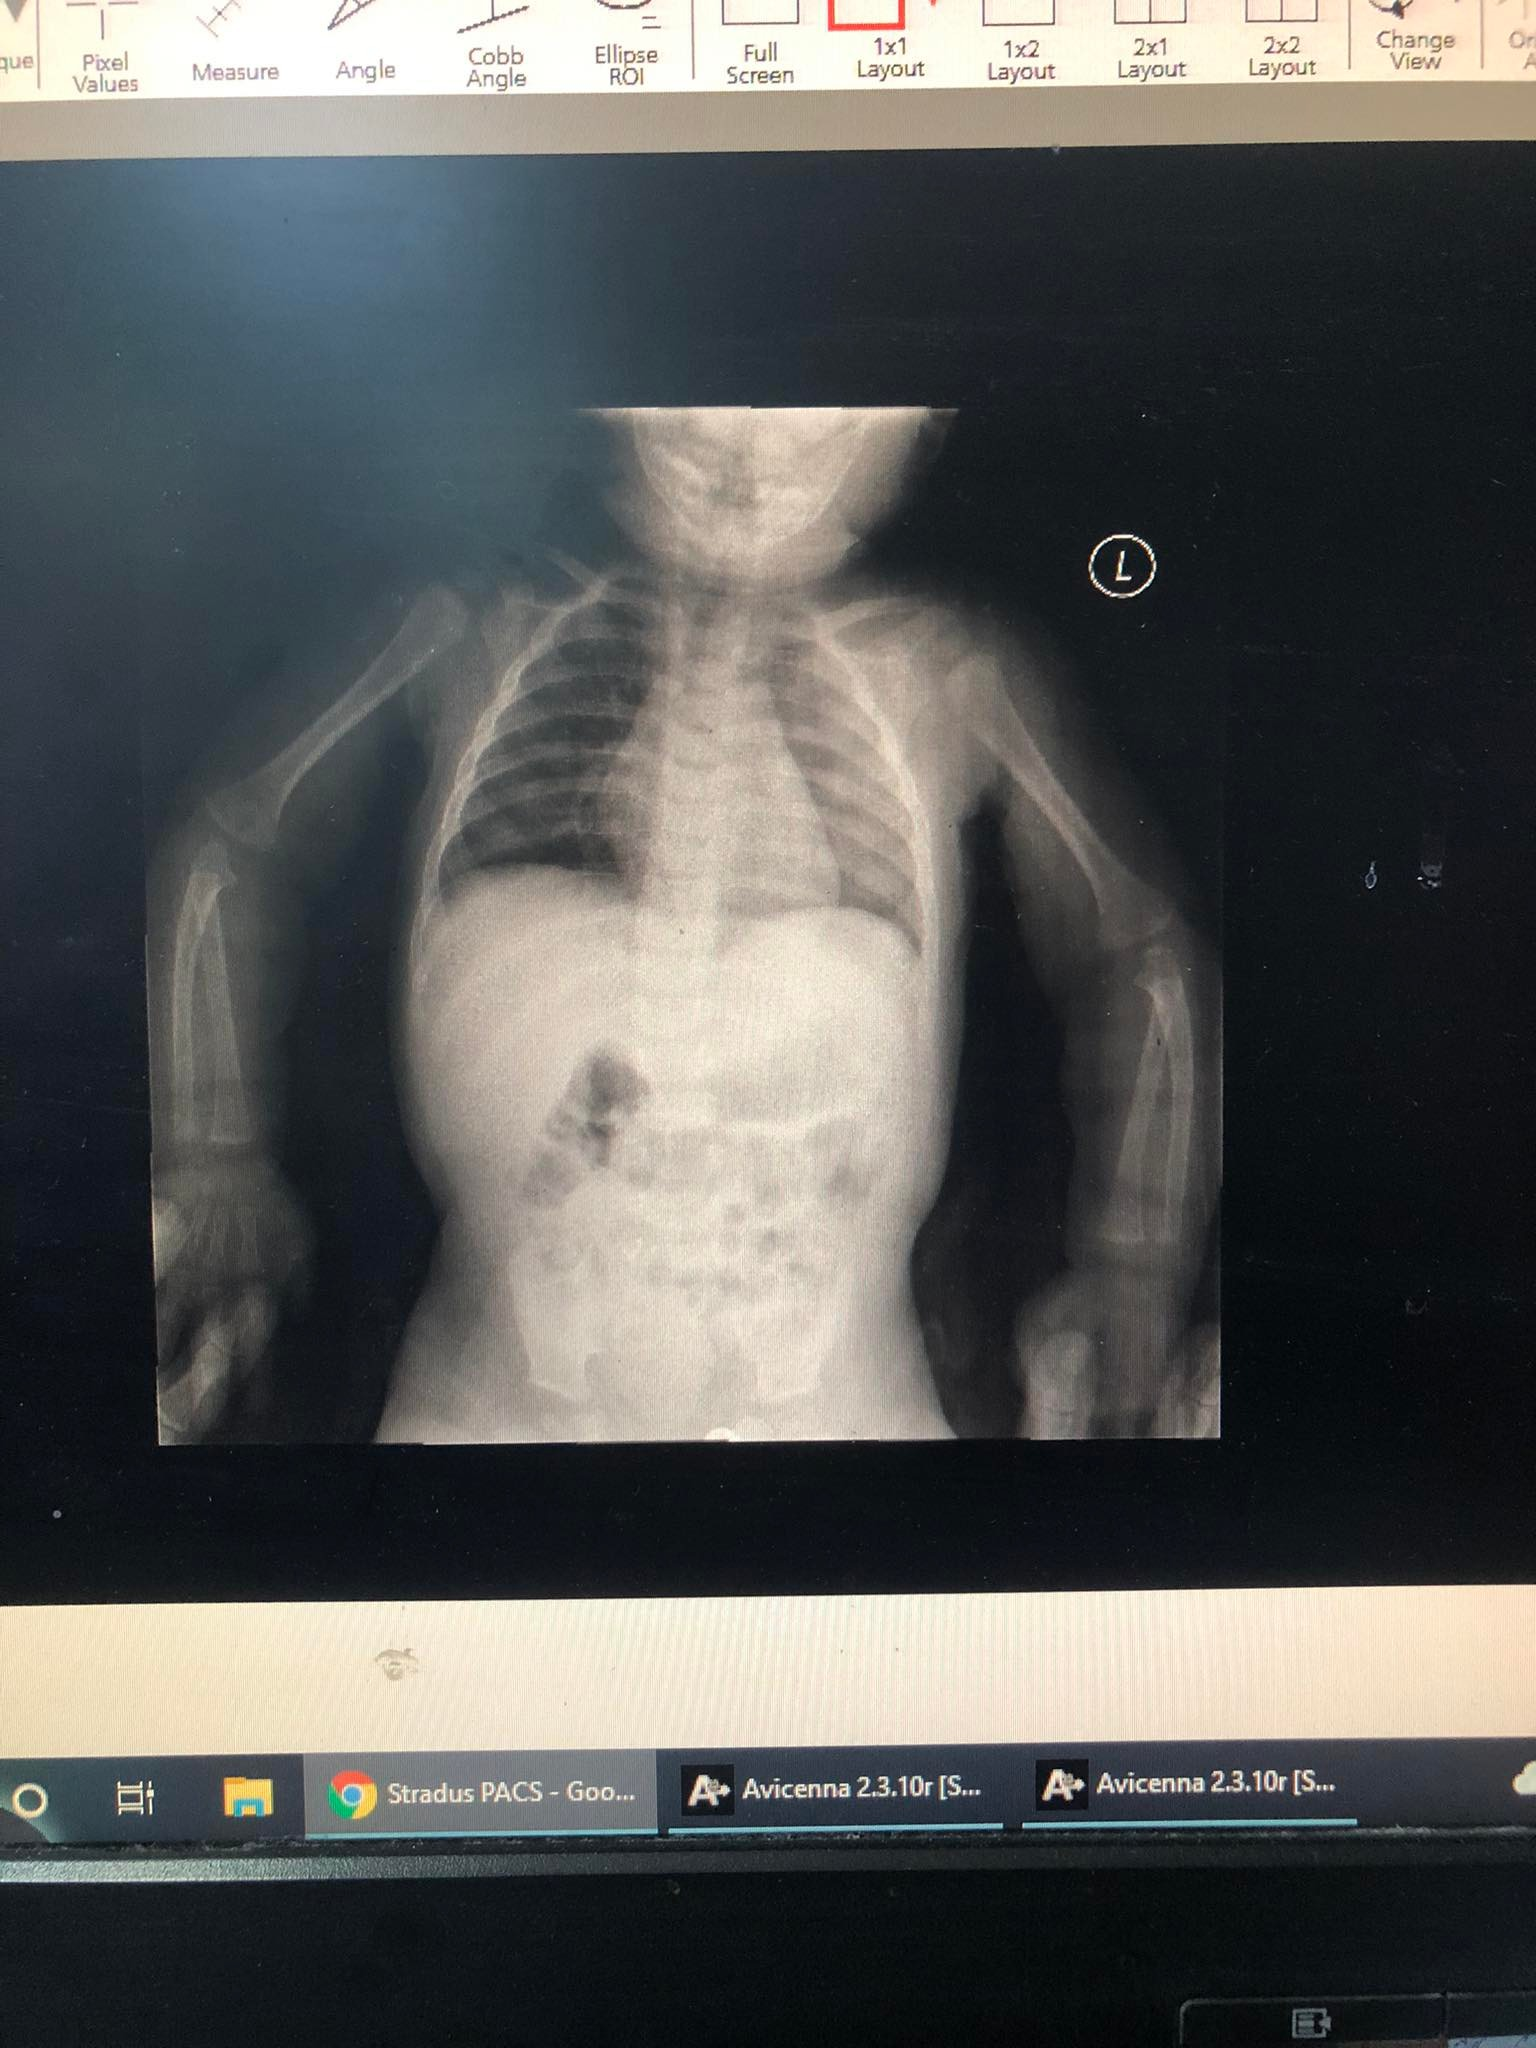 que
Pixel Values
Measure
Angle
Cobb Angle
Ellipse ROI
Full Screen
1x1 Layout
1x2 Layout
2x1 Layout
2x2 Layout
Change View
L
Stradus PACS - Goo...
Avicenna 2.3.10r [S...
Avicenna 2.3.10r [S...